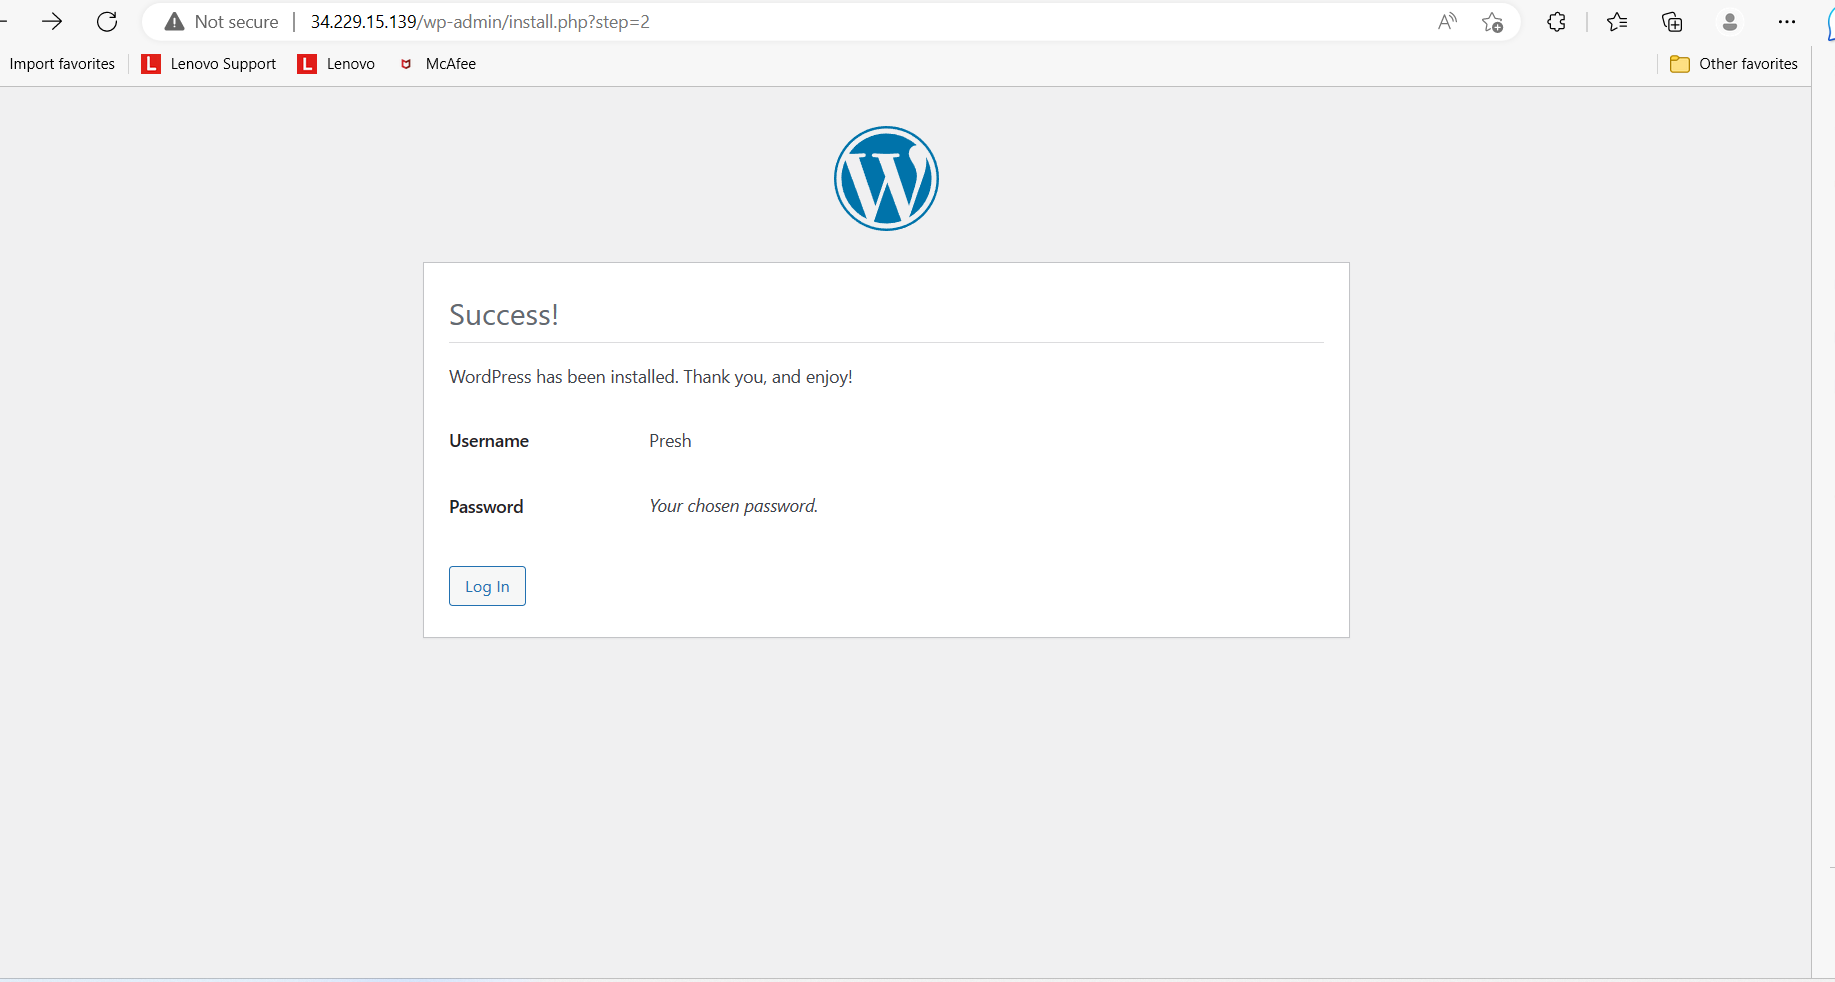 Not secure | 34.229.15.139/wp-admin/install.php?step=2
Import favorites L Lenovo Support L Lenovo McAfee Other favorites
Success!
WordPress has been installed. Thank you, and enjoy!
Username Presh
Password Your chosen password.
Log In